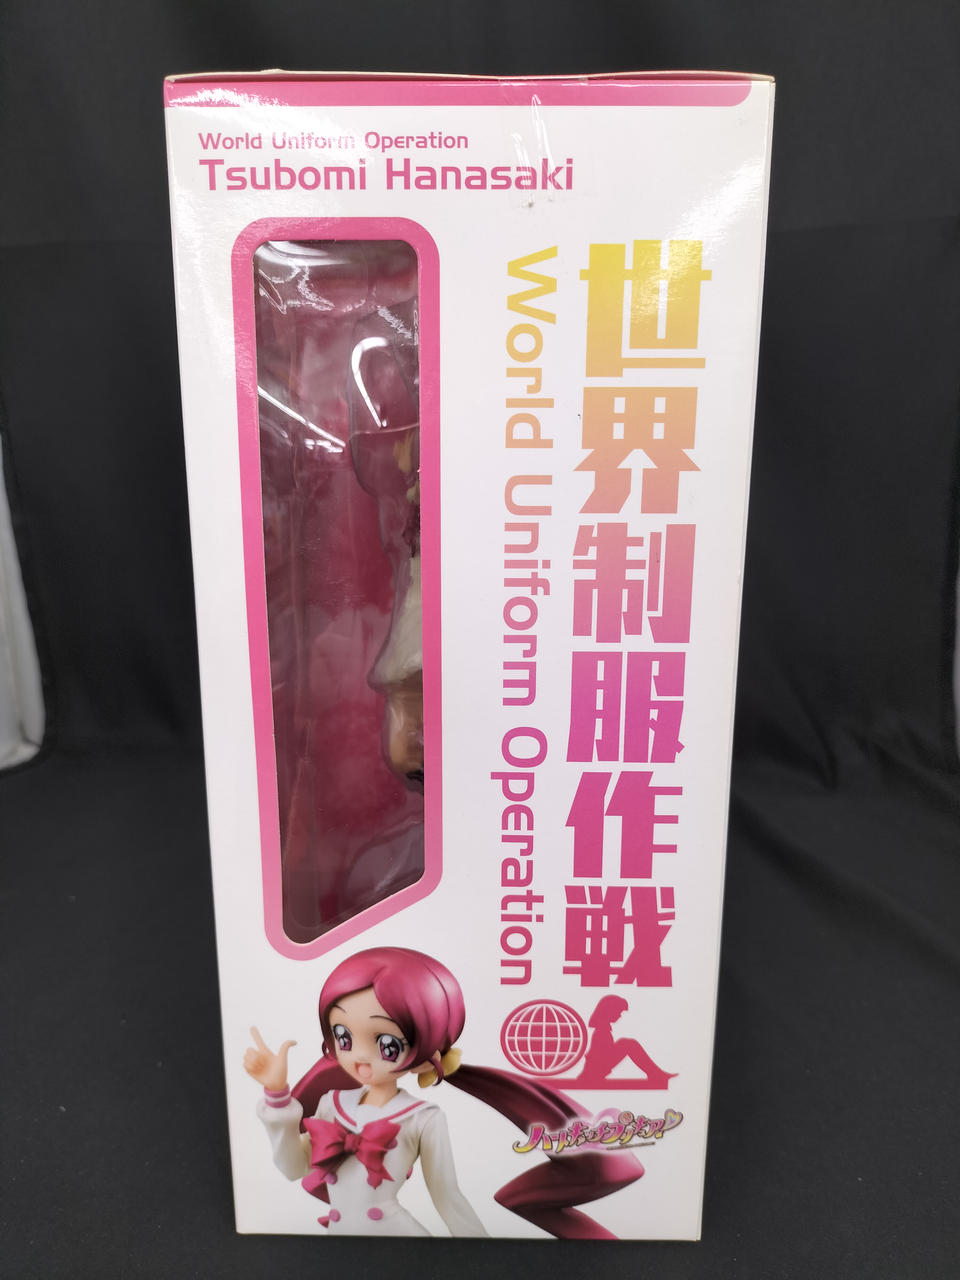 World Uniform Operation
Tsubomi Hanasaki
世界制服作戦
World Uniform Operation
ハートキャッチプリキュア!